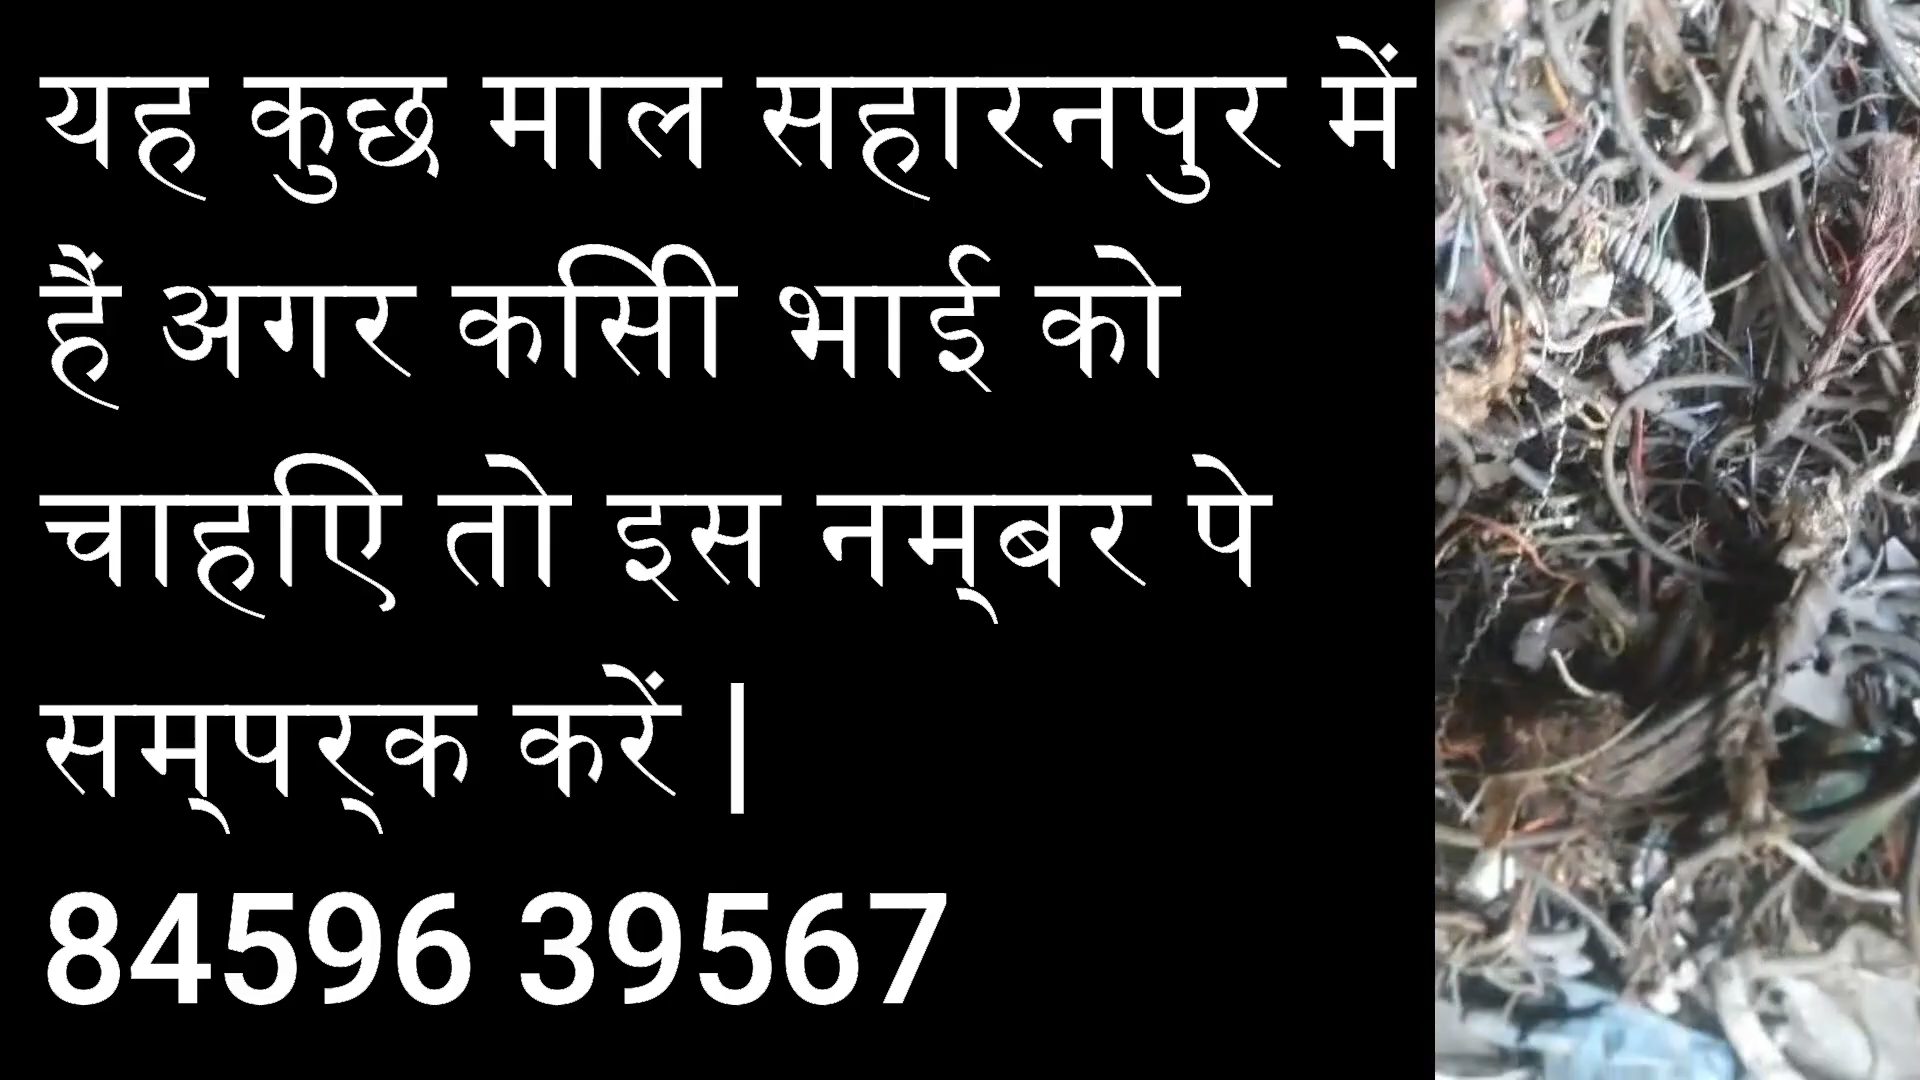 यह कुछ माल सहारनपुर में
हैं अगर किसी भाई को
चाहिए तो इस नम्बर पे
सम्पर्क करें |
84596 39567